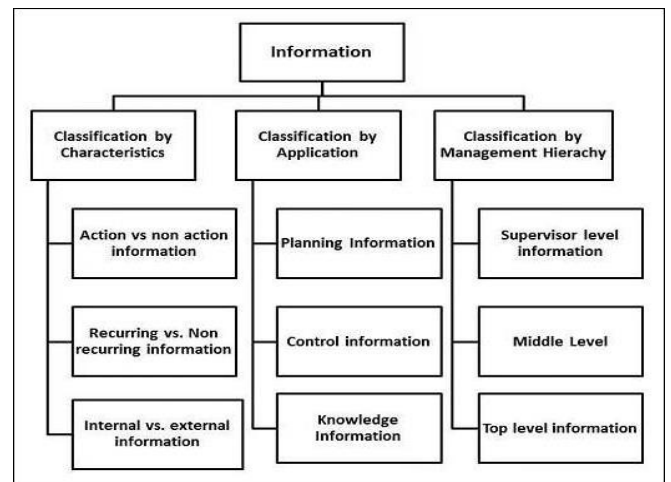 Information
Classification by
Characteristics
Classification by
Application
Classification by
Management Hierachy
Action vs non action
information
Planning Information
Supervisor level
information
Recurring vs. Non
recurring information
Control information
Middle Level
Internal vs. external
information
Knowledge
Information
Top level information